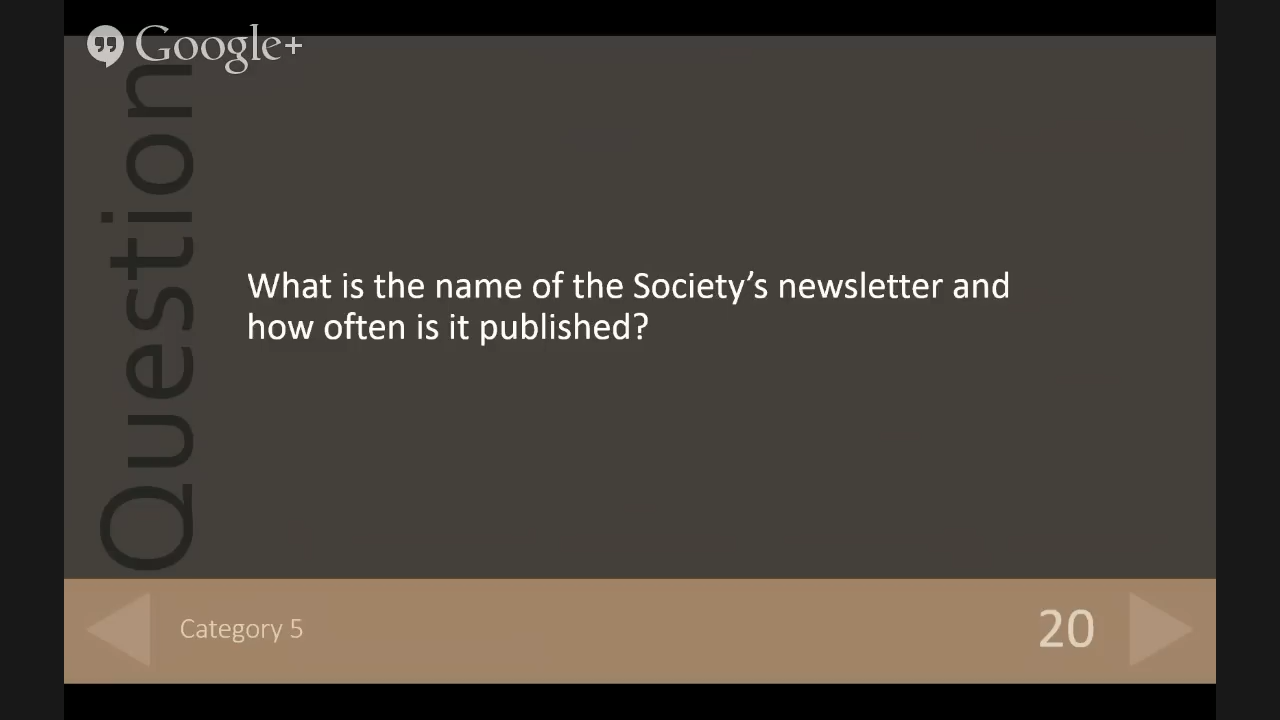 Google+
Question
What is the name of the Society's newsletter and
how often is it published?
Category 5
20